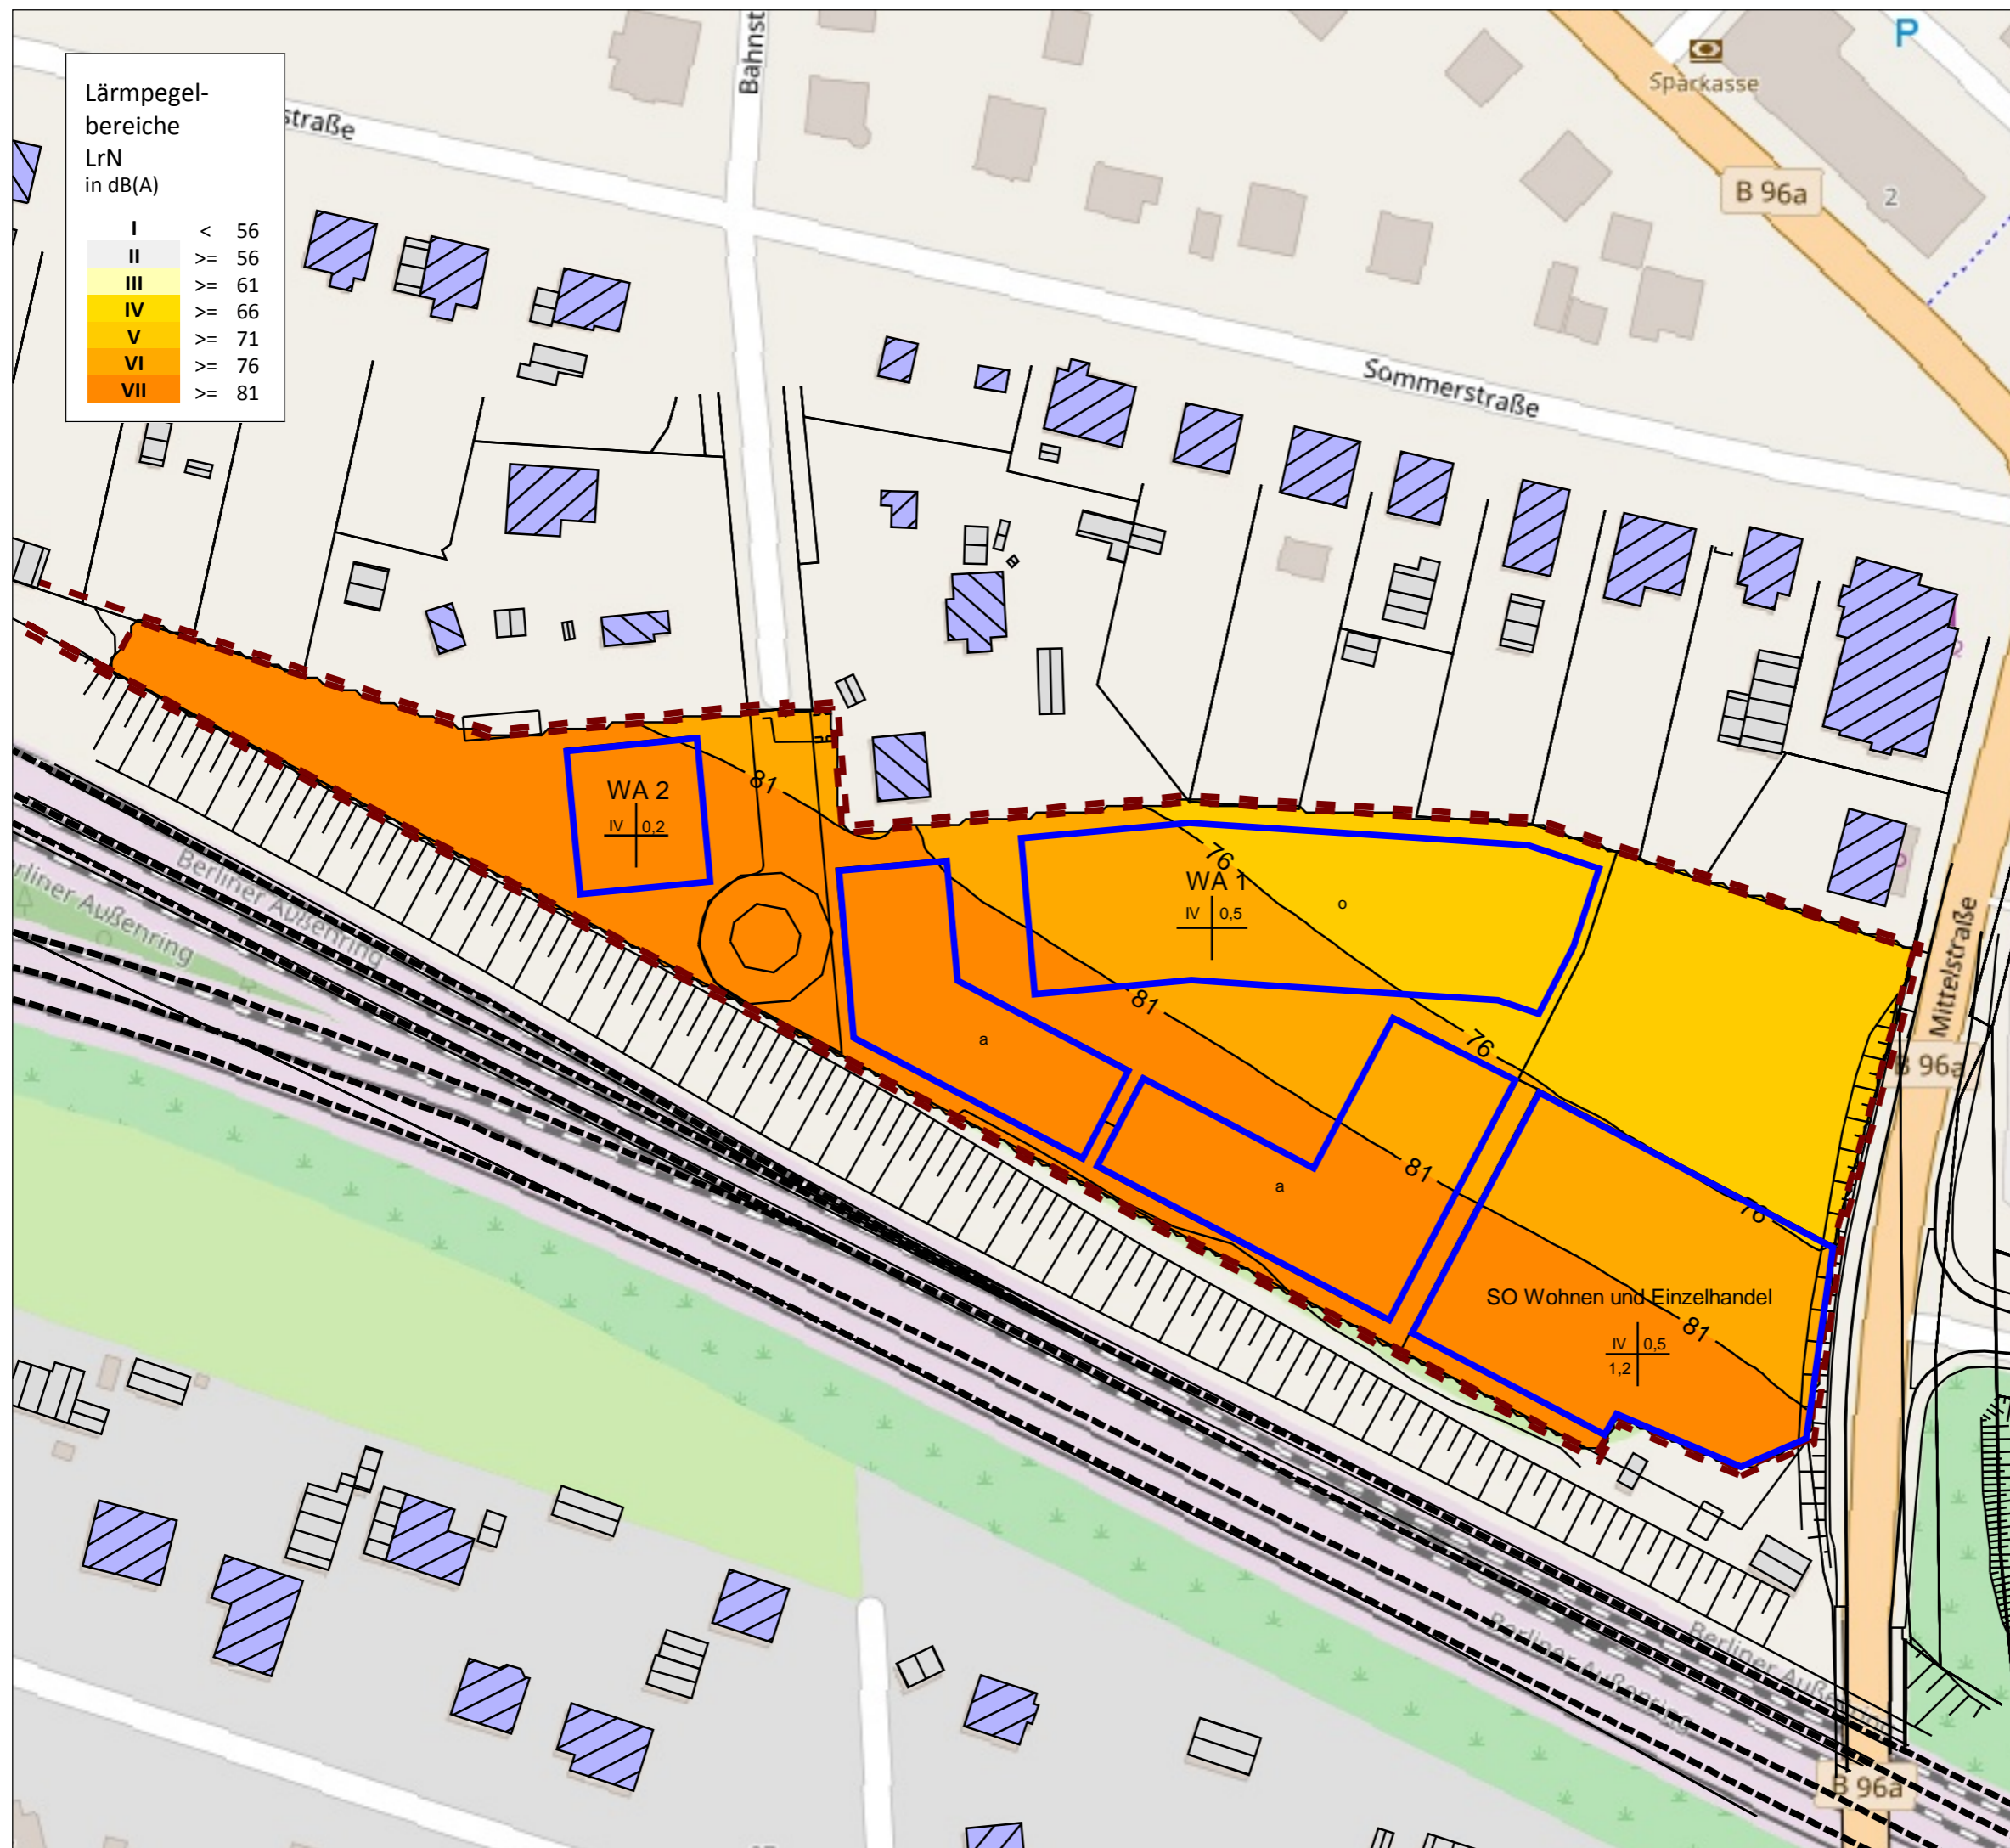 Lärmpegel-
bereiche
LrN
in dB(A)
I < 56
II >= 56
III >= 61
IV >= 66
V >= 71
VI >= 76
VII >= 81
straße
Bahnst
Sparkasse
P
B 96a
2
Sommerstraße
81
WA 2
IV 0,2
76
WA 1
IV 0,5
o
81
a
76
a
81
76
SO Wohnen und Einzelhandel
81
IV 0,5
1,2
Mittelstraße
B 96a
Berliner Außenring
rliner Außenring
Berliner Außenring
Berliner Außenring
B 96a